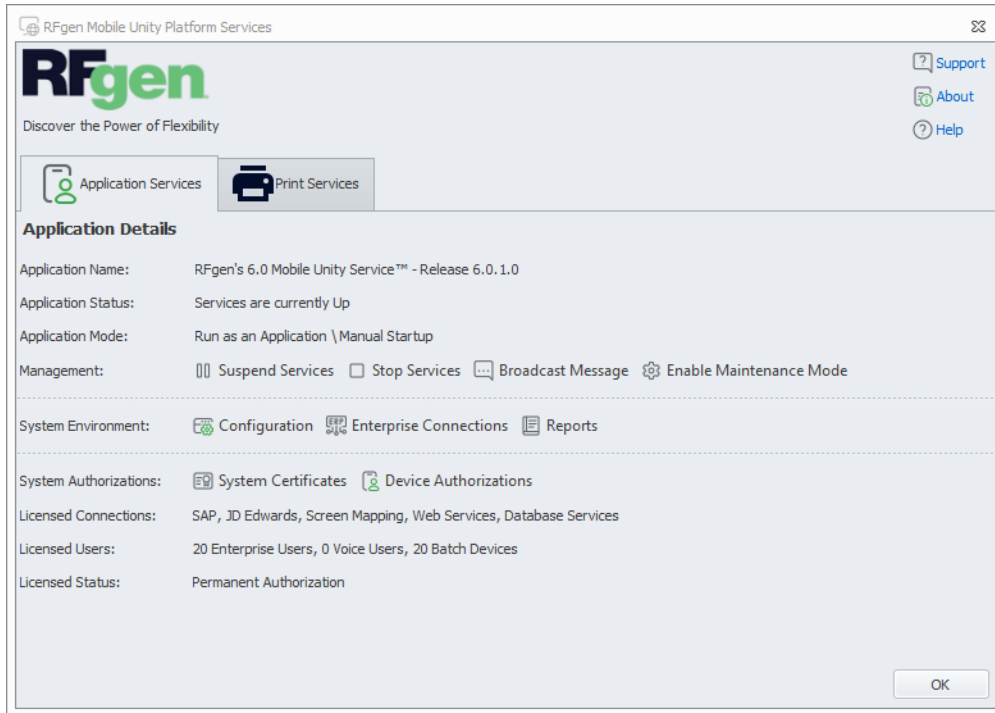 RFgen Mobile Unity Platform Services
RFgen
Discover the Power of Flexibility
Support
About
Help
Application Services
Print Services
Application Details
Application Name: RFgen's 6.0 Mobile Unity Service™ - Release 6.0.1.0
Application Status: Services are currently Up
Application Mode: Run as an Application \ Manual Startup
Management: Suspend Services Stop Services Broadcast Message Enable Maintenance Mode
System Environment: Configuration ERP Enterprise Connections Reports
System Authorizations: System Certificates Device Authorizations
Licensed Connections: SAP, JD Edwards, Screen Mapping, Web Services, Database Services
Licensed Users: 20 Enterprise Users, 0 Voice Users, 20 Batch Devices
Licensed Status: Permanent Authorization
OK